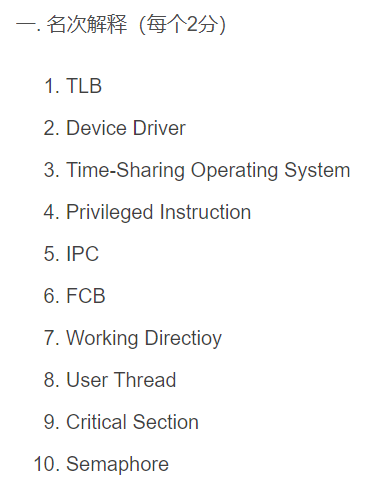 一. 名次解释（每个2分）
1. TLB
2. Device Driver
3. Time-Sharing Operating System
4. Privileged Instruction
5. IPC
6. FCB
7. Working Directioy
8. User Thread
9. Critical Section
10. Semaphore